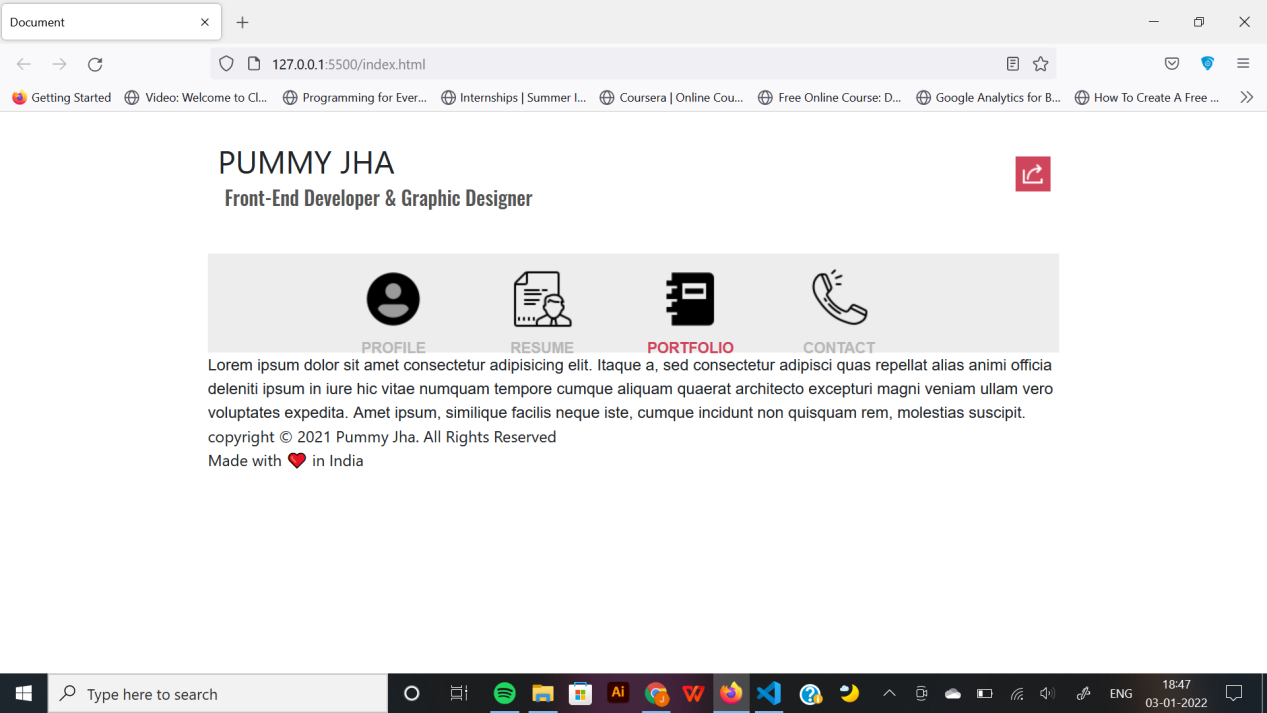 Document
127.0.0.1:5500/index.html
Getting Started Video: Welcome to Cl... Programming for Ever... Internships | Summer I... Coursera | Online Cou... Free Online Course: D... Google Analytics for B... How To Create A Free ...
PUMMY JHA
Front-End Developer & Graphic Designer
PROFILE RESUME PORTFOLIO CONTACT
Lorem ipsum dolor sit amet consectetur adipisicing elit. Itaque a, sed consectetur adipisci quas repellat alias animi officia
deleniti ipsum in iure hic vitae numquam tempore cumque aliquam quaerat architecto excepturi magni veniam ullam vero
voluptates expedita. Amet ipsum, similique facilis neque iste, cumque incidunt non quisquam rem, molestias suscipit.
copyright © 2021 Pummy Jha. All Rights Reserved
Made with ❤ in India
Type here to search
Ai
J
W
ENG
18:47
03-01-2022